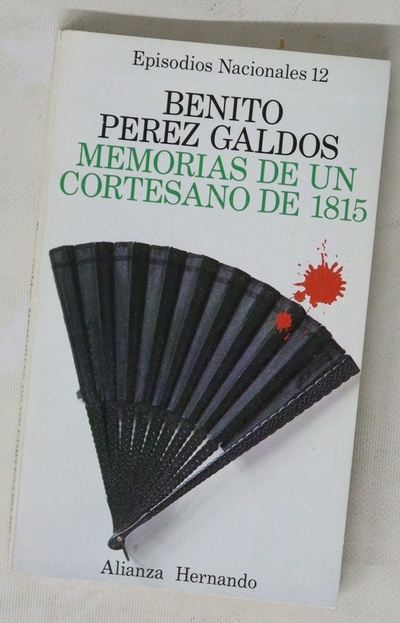 Episodios Nacionales 12
BENITO
PEREZ GALDOS
MEMORIAS DE UN
CORTESANO DE 1815
Alianza Hernando